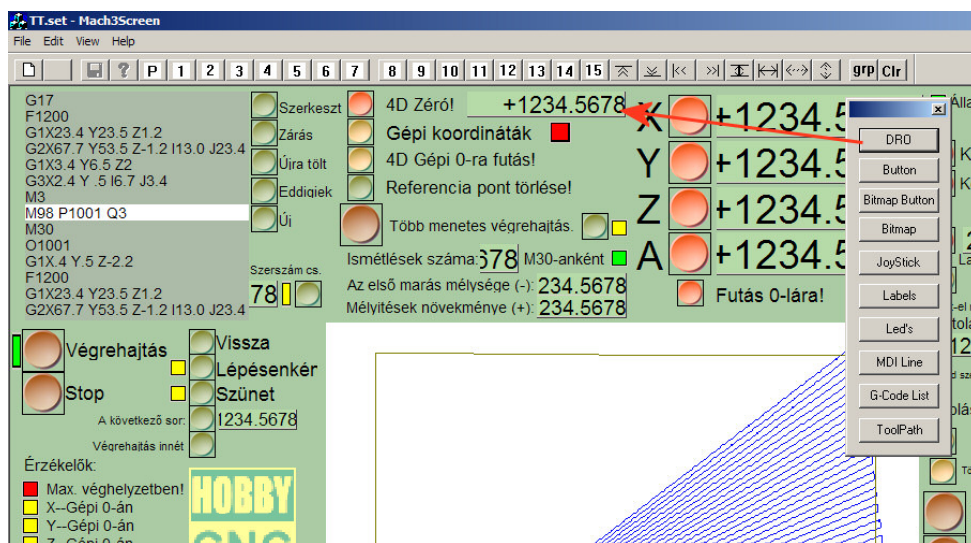 TT.set - Mach3Screen
File Edit View Help
P 1 2 3 4 5 6 7 8 9 10 11 12 13 14 15 grp Clr
G17
F1200
G1X23.4 Y23.5 Z1.2
G2X67.7 Y53.5 Z-1.2 I13.0 J23.4
G1X3.4 Y6.5 Z2
G3X2.4 Y .5 I6.7 J3.4
M3
M98 P1001 Q3
M30
O1001
G1X.4 Y.5 Z-2.2
F1200
G1X23.4 Y23.5 Z1.2
G2X67.7 Y53.5 Z-1.2 I13.0 J23.4
Szerkeszt
Zárás
Újra tölt
Eddigiek
Új
Szerszám cs.
78
4D Zéró! +1234.5678
Gépi koordináták
4D Gépi 0-ra futás!
Referencia pont törlése!
Több menetes végrehajtás.
Ismétlések száma: 578 M30-anként
Az első marás mélysége (-): 234.5678
Mélyítések növekménye (+): 234.5678
X +1234.5
Y +1234.5
Z +1234.5
A +1234.5
Futás 0-lára!
DRO
Button
Bitmap Button
Bitmap
JoyStick
Labels
Led's
MDI Line
G-Code List
ToolPath
Végrehajtás
Stop
Vissza
Lépésenkér
Szünet
A következő sor: 1234.5678
Végrehajtás innét
Érzékelők:
Max. véghelyzetben!
X--Gépi 0-án
Y--Gépi 0-án
Z--Gépi 0-án
HOBBY
CNC